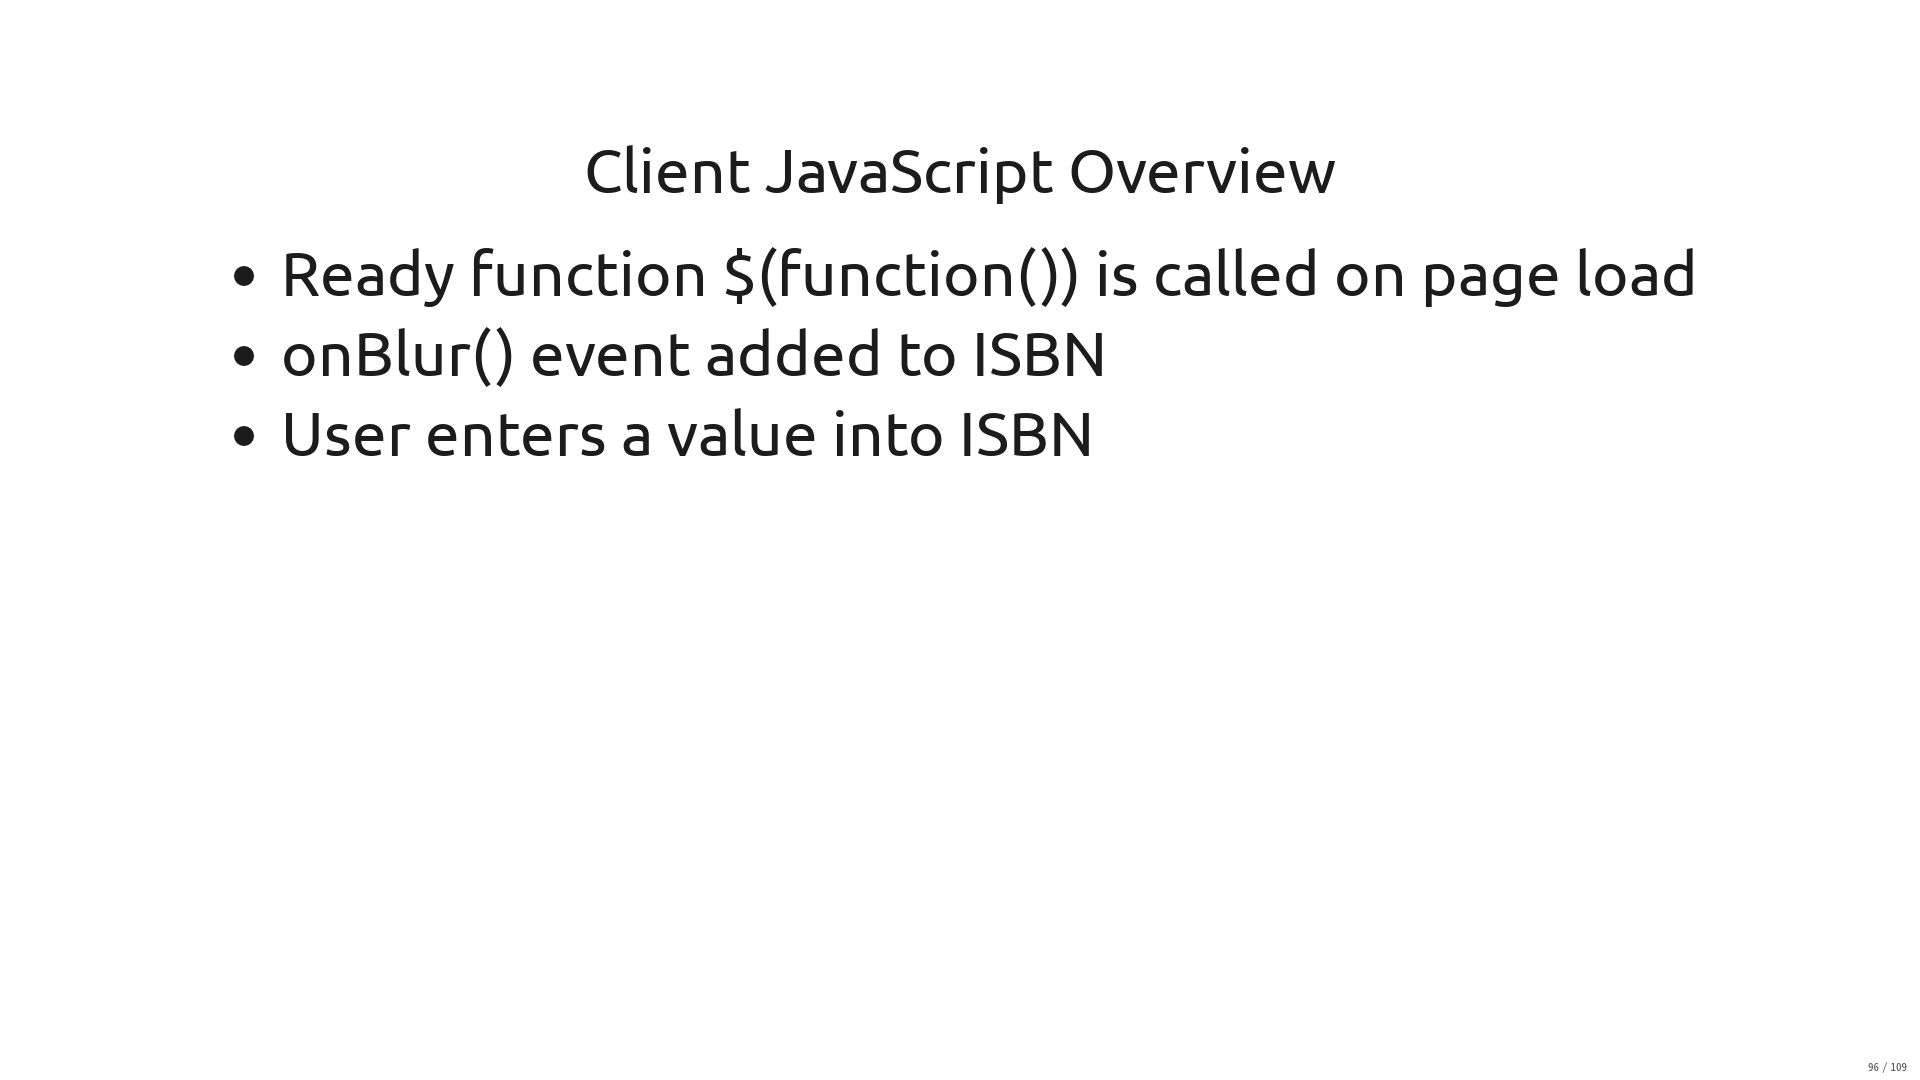 Client JavaScript Overview
• Ready function $(function()) is called on page load
• onBlur() event added to ISBN
• User enters a value into ISBN
96 / 109